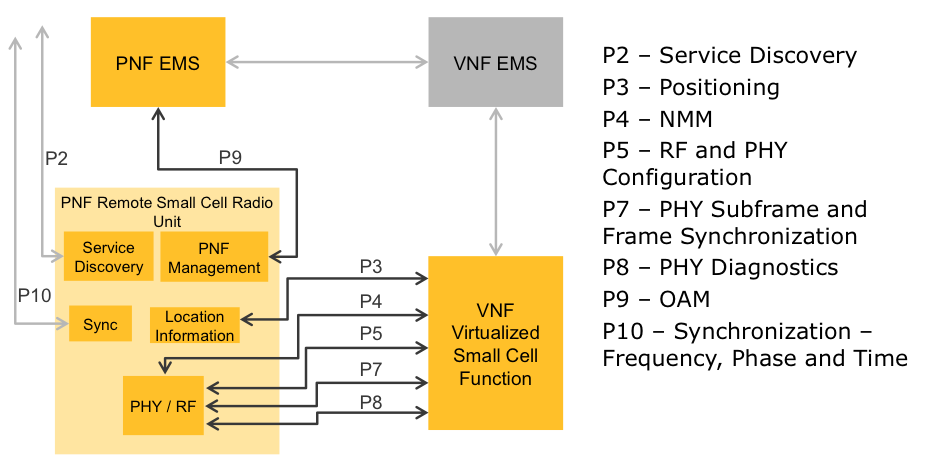 PNF EMS
VNF EMS
P2
P9
PNF Remote Small Cell Radio
Unit
Service
Discovery
PNF
Management
P10
Sync
Location
Information
P3
P4
P5
P7
P8
PHY / RF
VNF
Virtualized
Small Cell
Function
P2 – Service Discovery
P3 – Positioning
P4 – NMM
P5 – RF and PHY
Configuration
P7 – PHY Subframe and
Frame Synchronization
P8 – PHY Diagnostics
P9 – OAM
P10 – Synchronization –
Frequency, Phase and Time